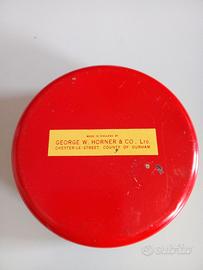 MADE IN ENGLAND BY
GEORGE W. HORNER & CO., LTD.
CHESTER-LE-STREET, COUNTY OF DURHAM
subito